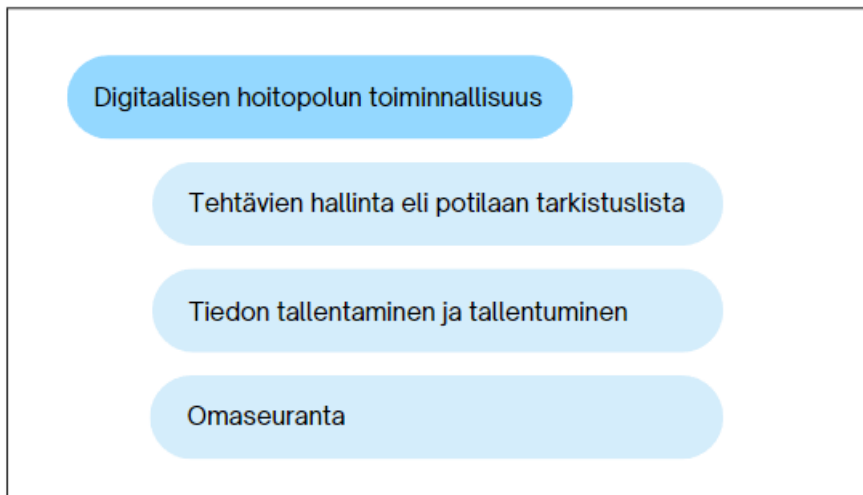 Digitaalisen hoitopolun toiminnallisuus
Tehtävien hallinta eli potilaan tarkistuslista
Tiedon tallentaminen ja tallentuminen
Omaseuranta